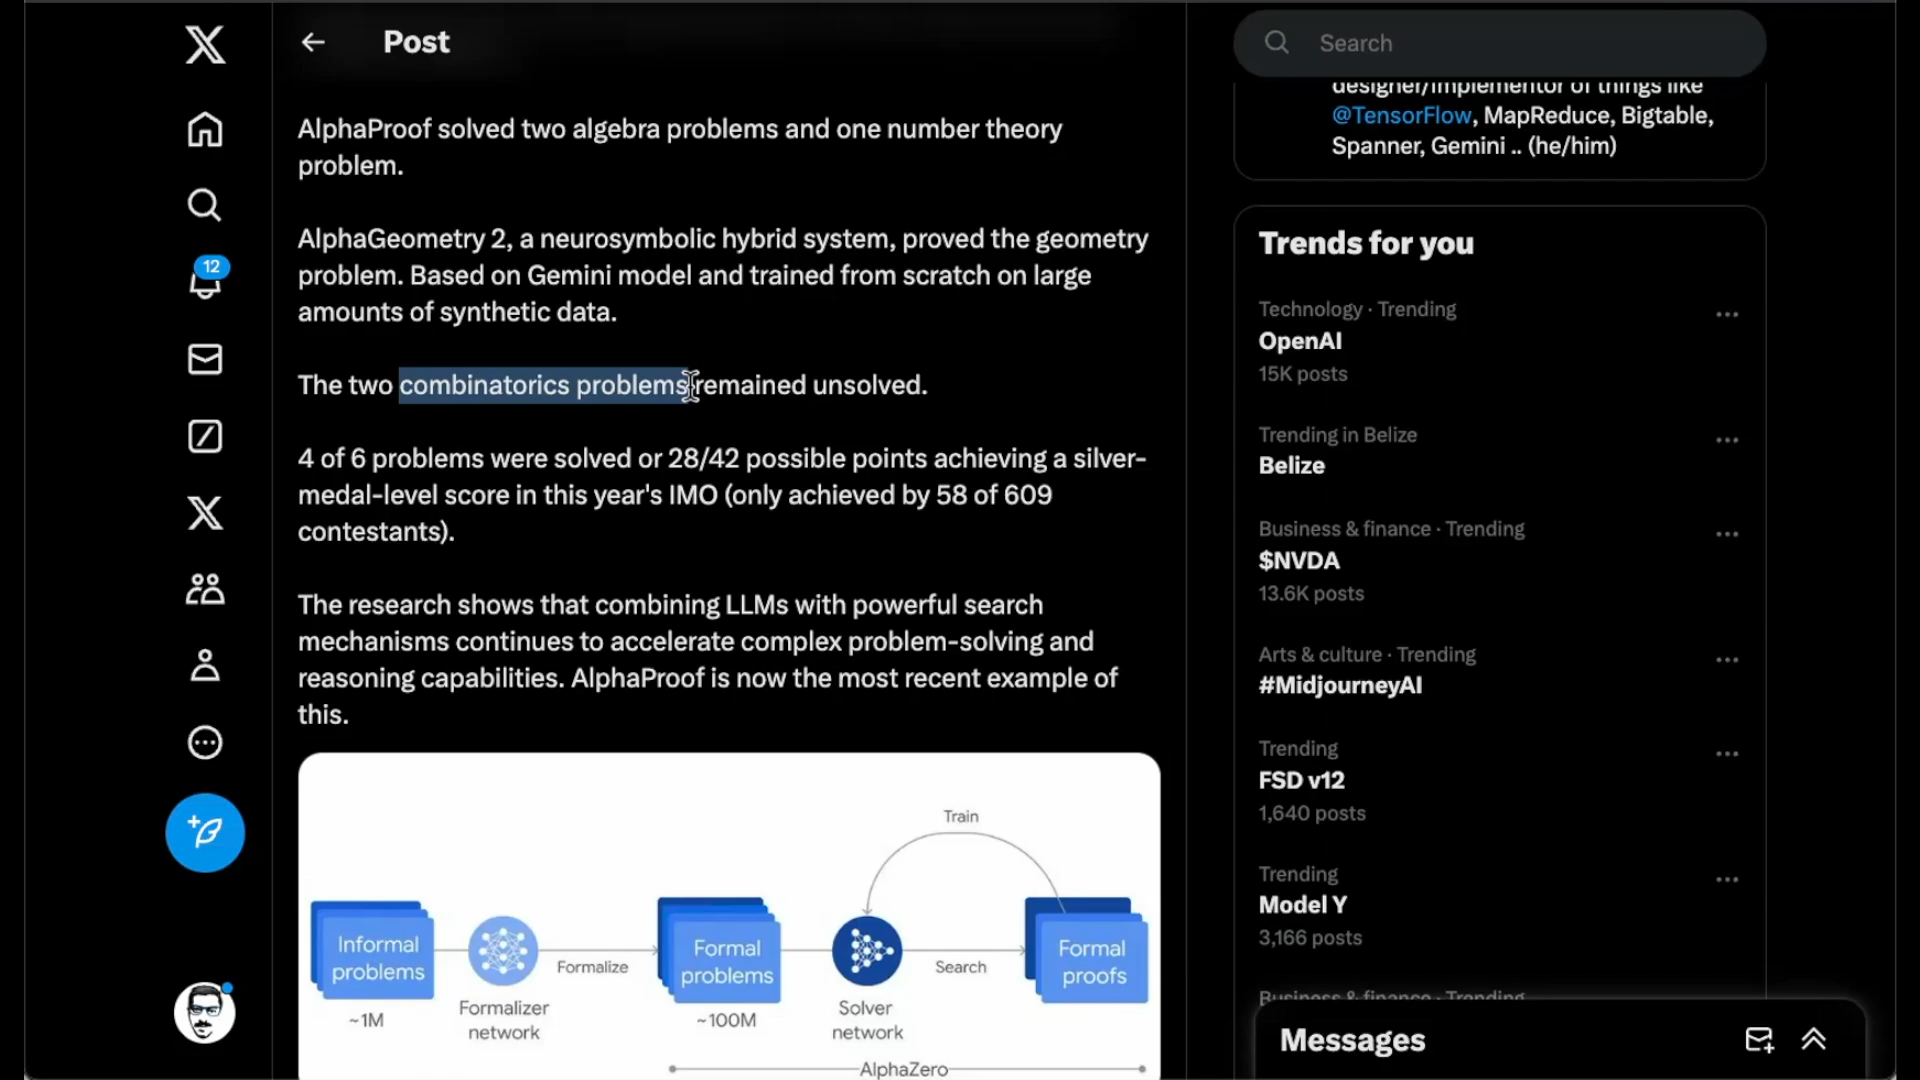 Post
AlphaProof solved two algebra problems and one number theory
problem.
AlphaGeometry 2, a neurosymbolic hybrid system, proved the geometry
problem. Based on Gemini model and trained from scratch on large
amounts of synthetic data.
The two combinatorics problems remained unsolved.
4 of 6 problems were solved or 28/42 possible points achieving a silver-
medal-level score in this year's IMO (only achieved by 58 of 609
contestants).
The research shows that combining LLMs with powerful search
mechanisms continues to accelerate complex problem-solving and
reasoning capabilities. AlphaProof is now the most recent example of
this.
Train
Informal
problems
~1M
Formalizer
network
Formalize
Formal
problems
~100M
Solver
network
Search
Formal
proofs
AlphaZero
12
Search
designer/implementor of things like
@TensorFlow, MapReduce, Bigtable,
Spanner, Gemini .. (he/him)
Trends for you
Technology · Trending
OpenAI
15K posts
Trending in Belize
Belize
Business & finance · Trending
$NVDA
13.6K posts
Arts & culture · Trending
#MidjourneyAI
Trending
FSD v12
1,640 posts
Trending
Model Y
3,166 posts
Business & finance · Trending
Messages